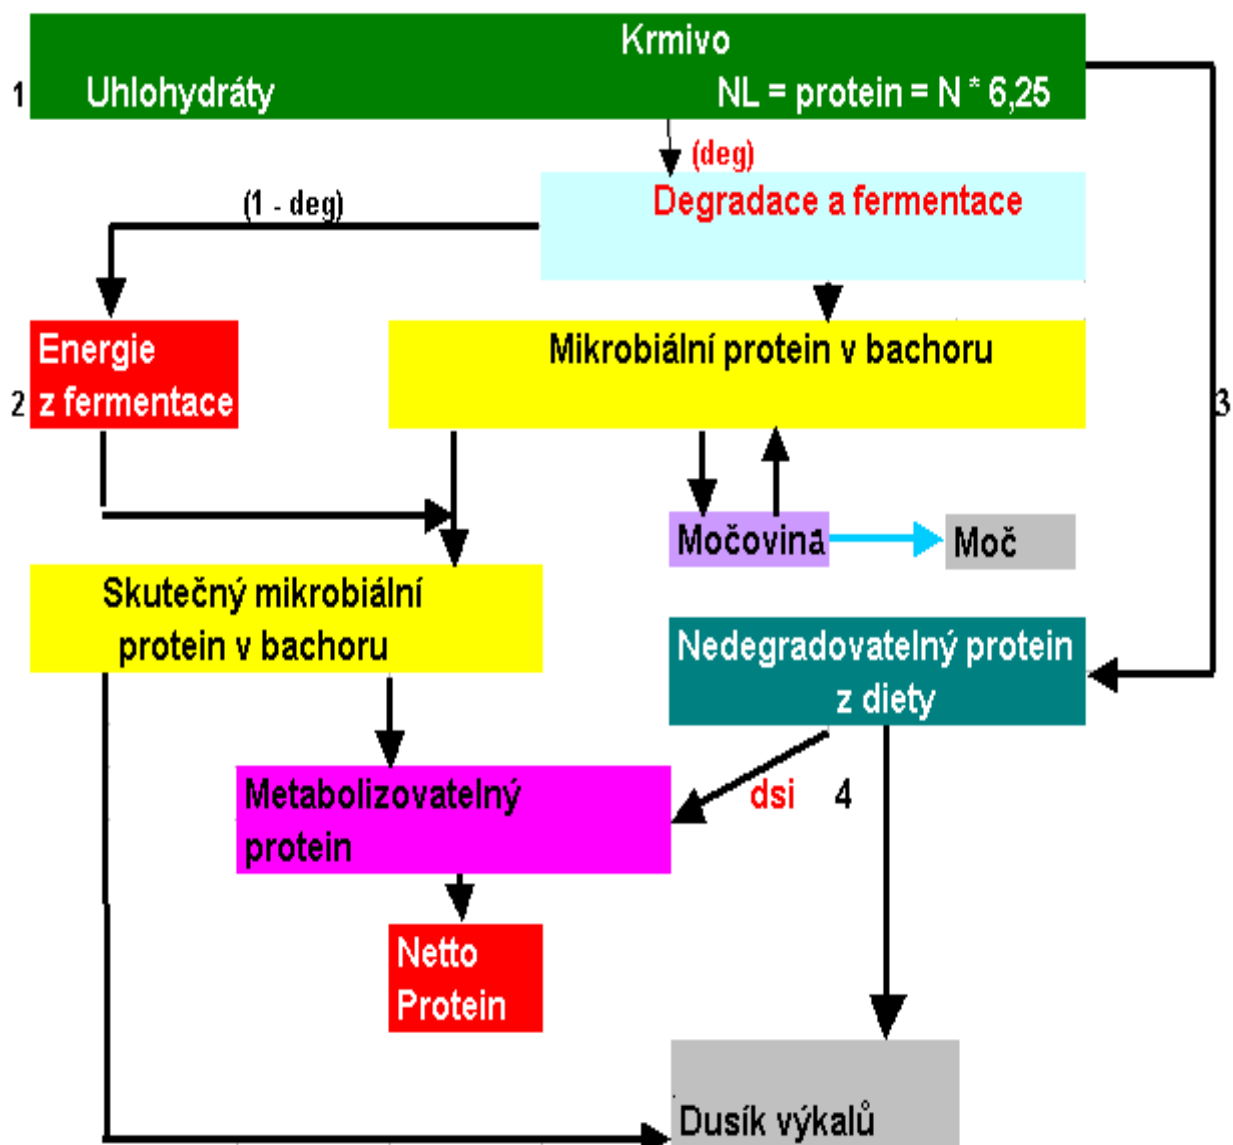 Krmivo
1 Uhlohydráty NL = protein = N * 6,25
(deg)
(1 - deg)
Degradace a fermentace
Energie
z fermentace
2
Mikrobiální protein v bachoru
3
Močovina
Moč
Skutečný mikrobiální
protein v bachoru
Nedegradovatelný protein
z diety
Metabolizovatelný
protein
dsi 4
Netto
Protein
Dusík výkalů